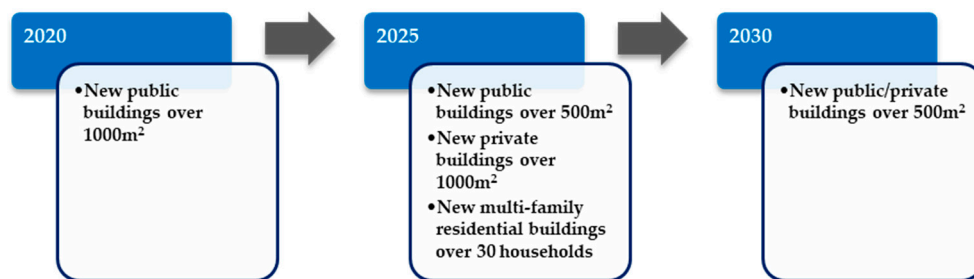 2020
•New public
buildings over
1000m²
2025
•New public
buildings over 500m²
•New private
buildings over
1000m²
•New multi-family
residential buildings
over 30 households
2030
•New public/private
buildings over 500m²